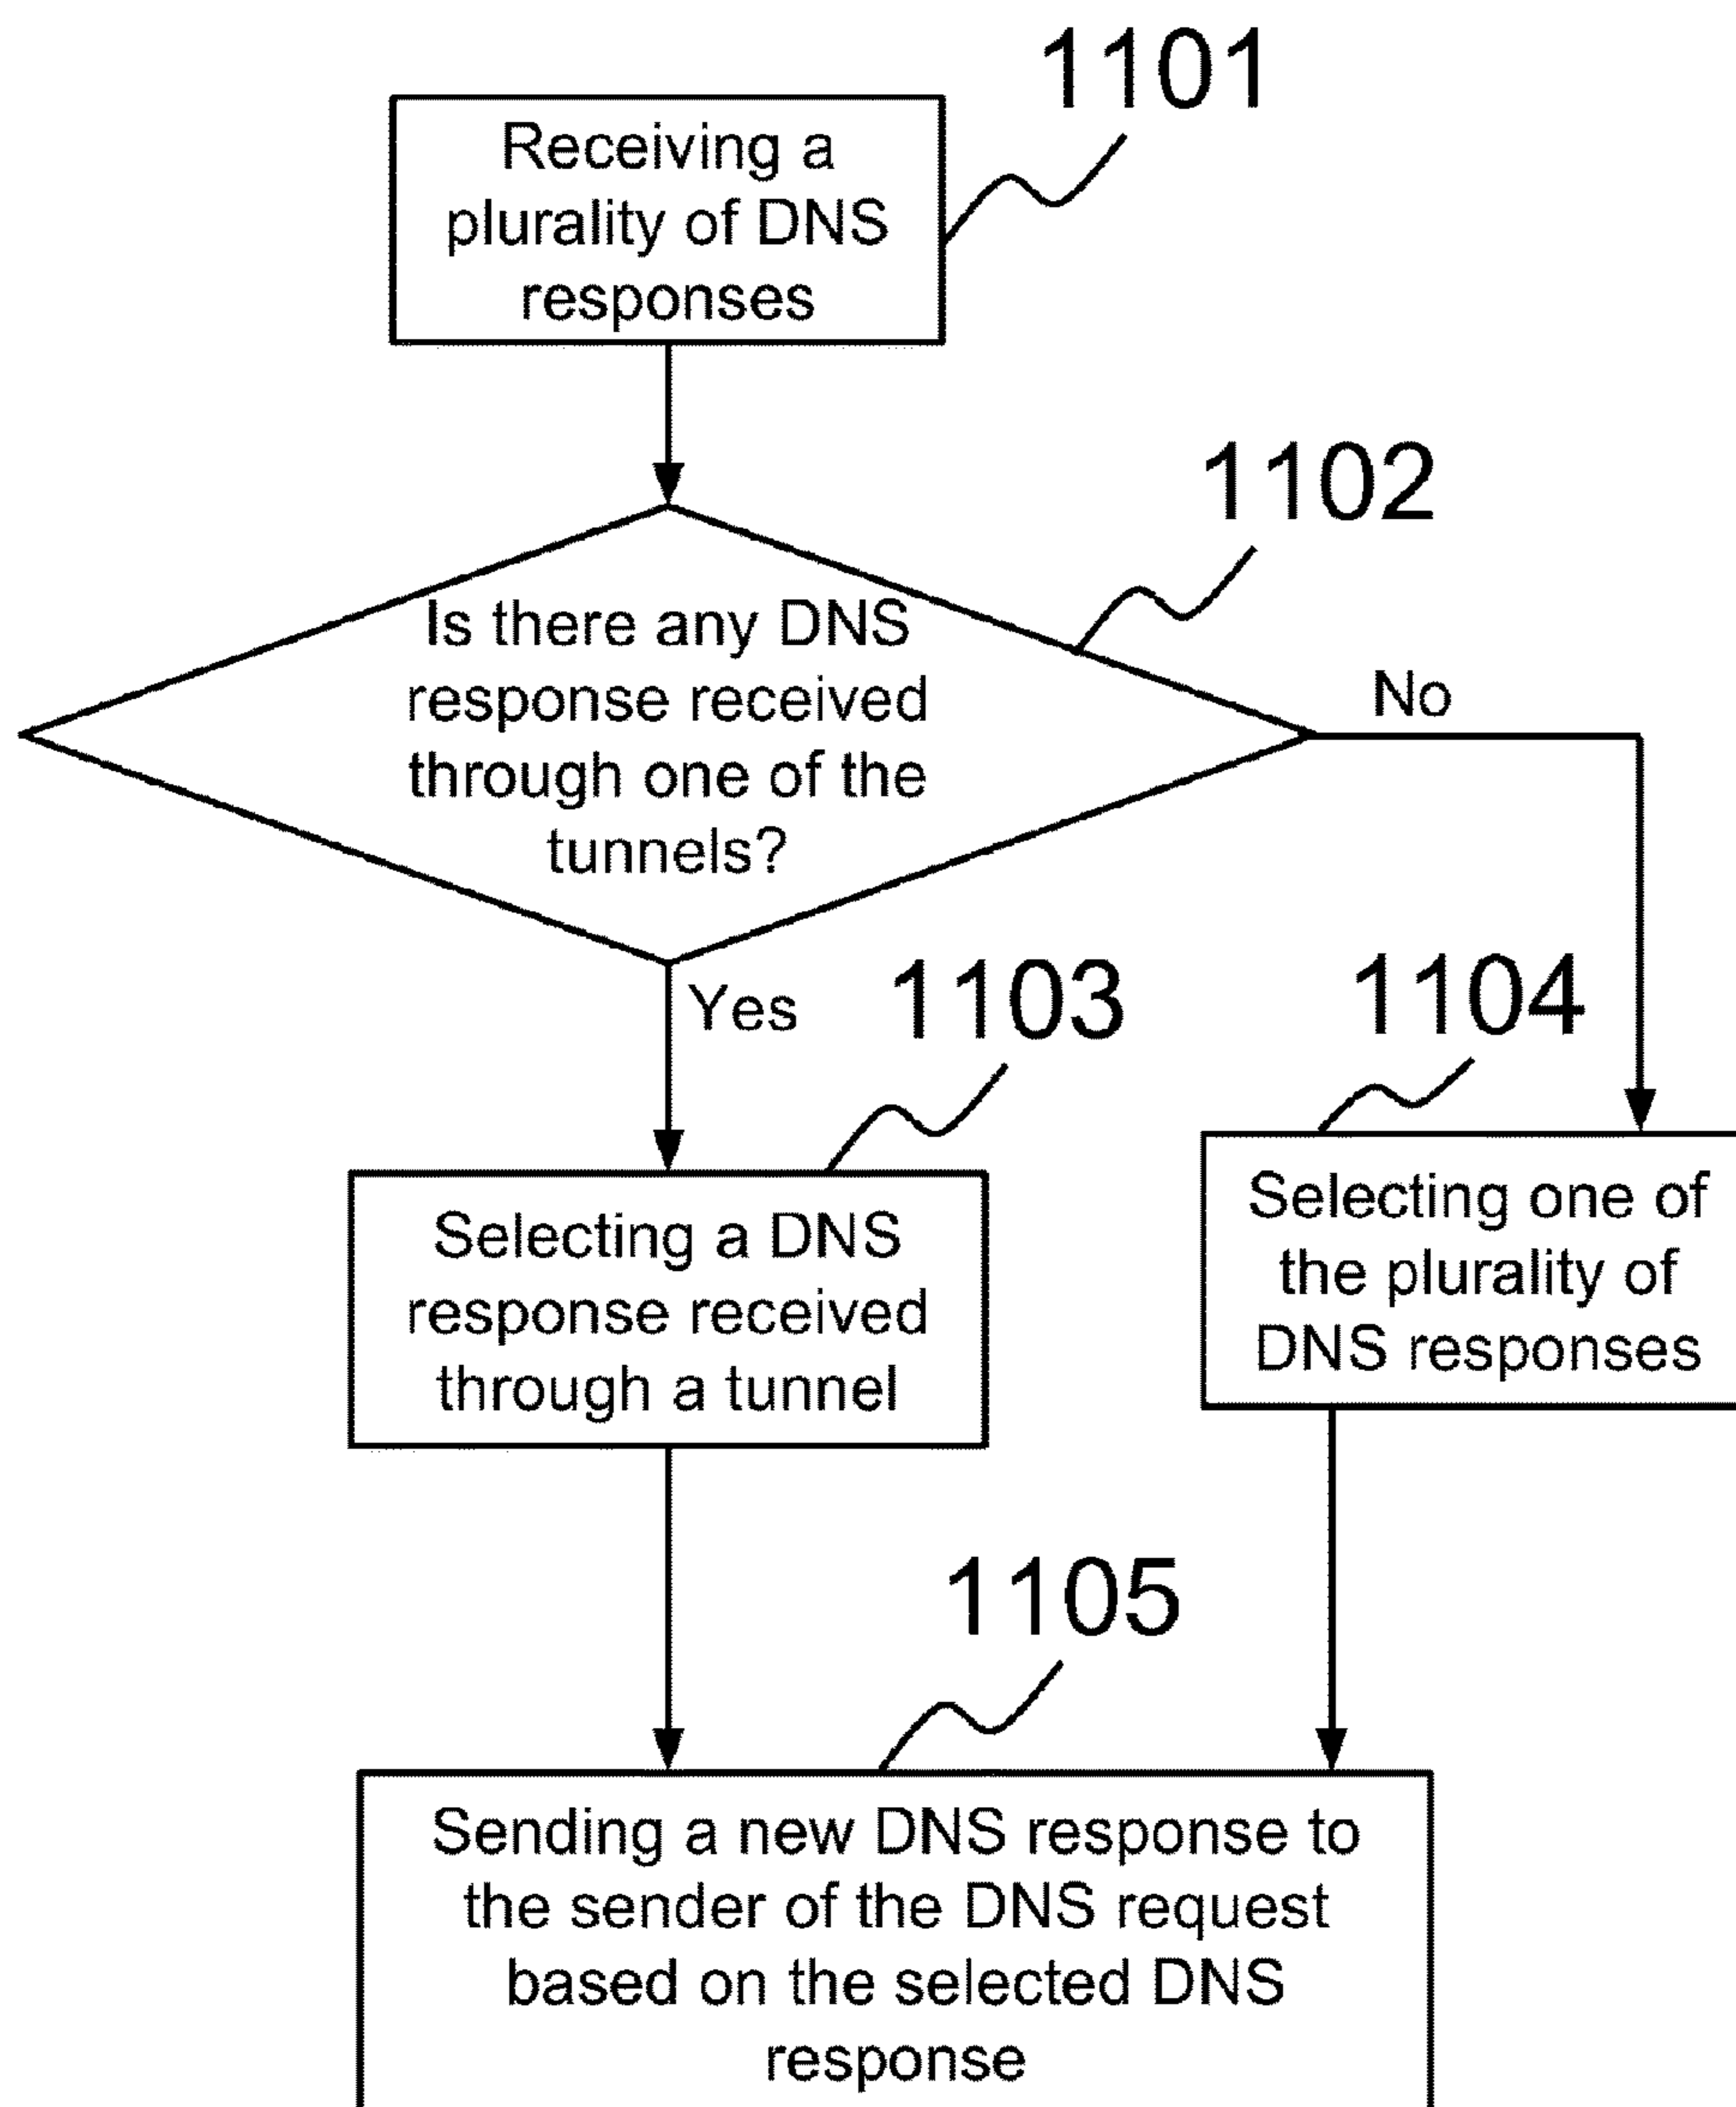 1101
Receiving a
plurality of DNS
responses
1102
Is there any DNS
response received
through one of the
tunnels?
No
Yes
1103
1104
Selecting a DNS
response received
through a tunnel
Selecting one of
the plurality of
DNS responses
1105
Sending a new DNS response to
the sender of the DNS request
based on the selected DNS
response